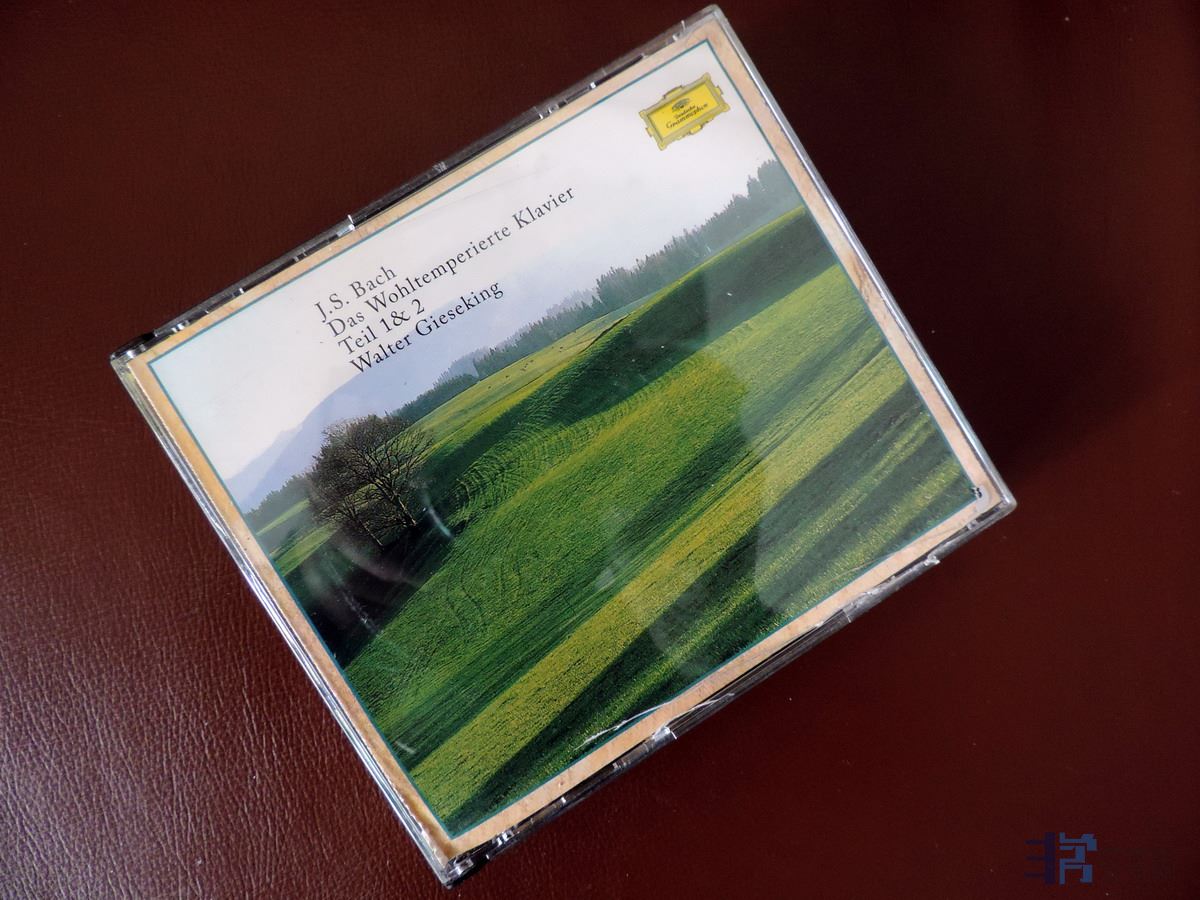 Deutsche
Grammophon
J.S. Bach
Das Wohltemperierte Klavier
Teil 1& 2
Walter Gieseking